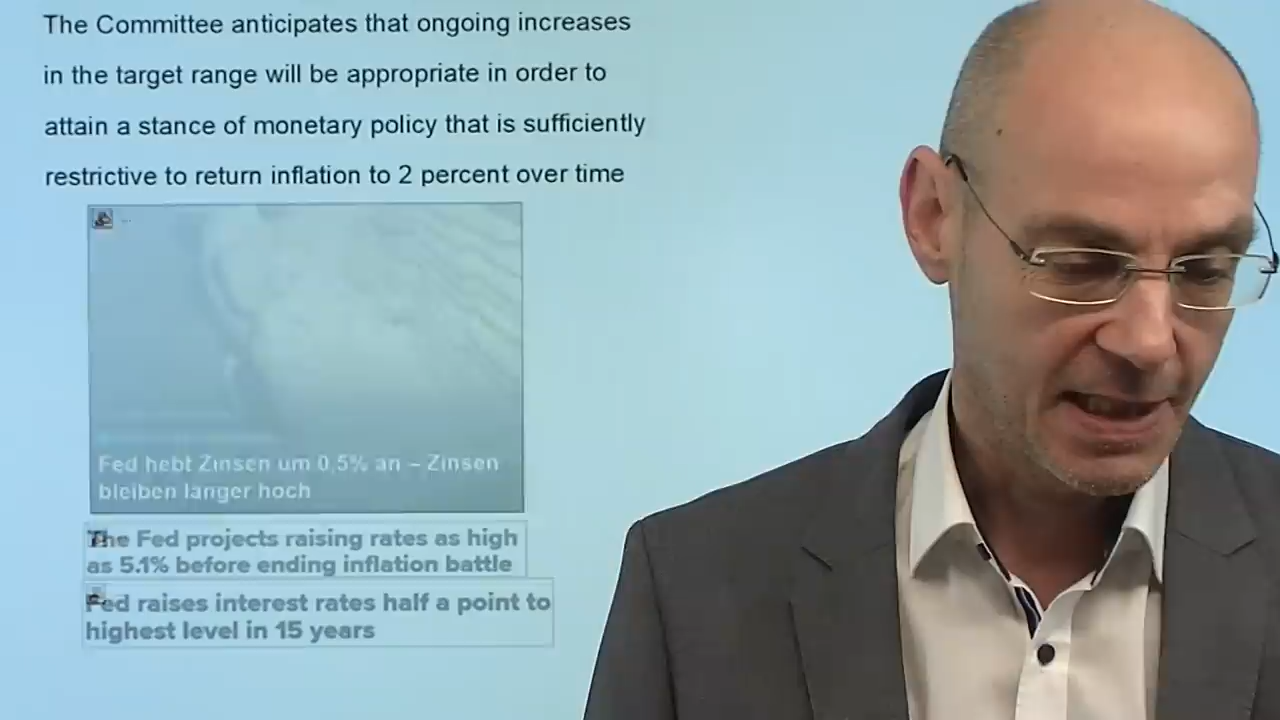 The Committee anticipates that ongoing increases
in the target range will be appropriate in order to
attain a stance of monetary policy that is sufficiently
restrictive to return inflation to 2 percent over time
...
Fed hebt Zinsen um 0,5% an – Zinsen
bleiben länger hoch
The Fed projects raising rates as high
as 5.1% before ending inflation battle
Fed raises interest rates half a point to
highest level in 15 years